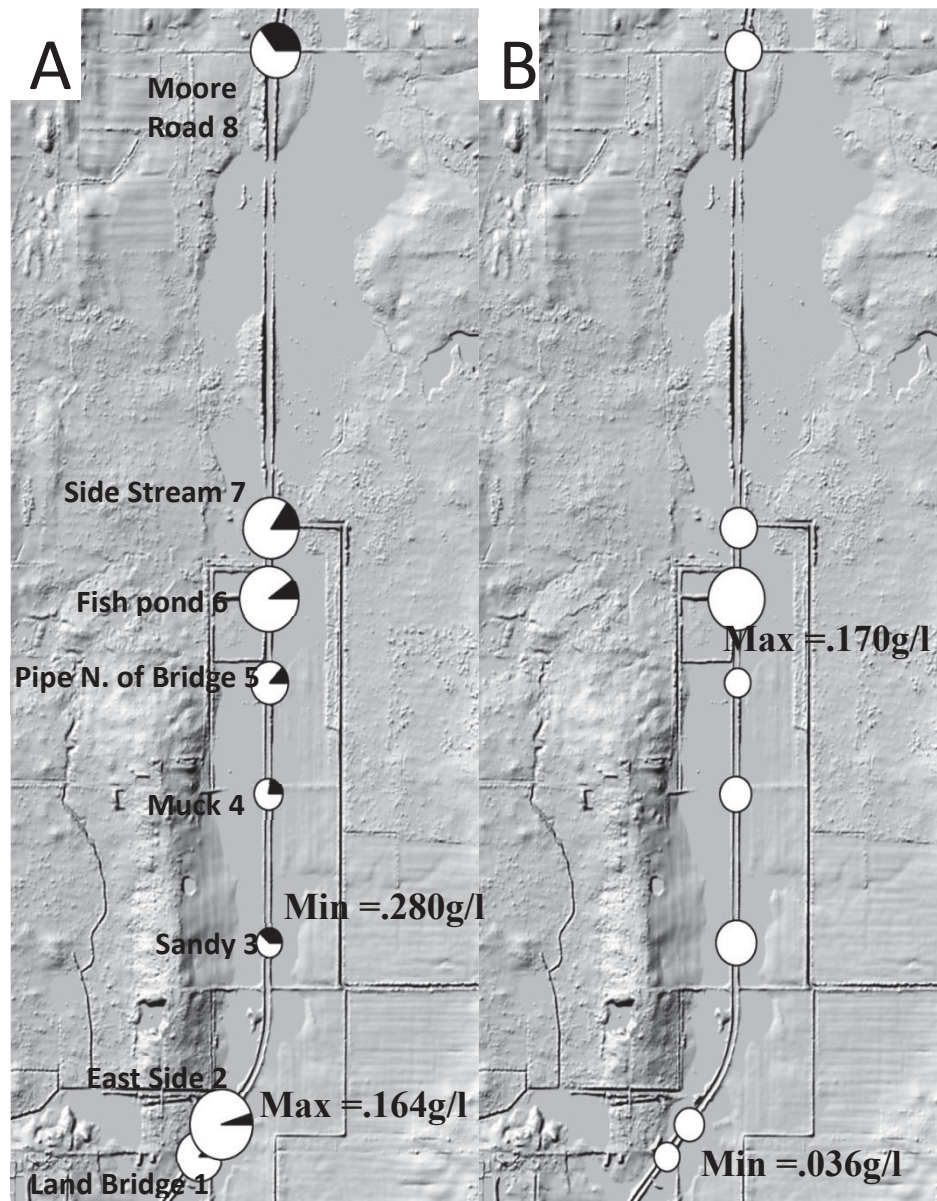 A
B
Moore
Road 8
Side Stream 7
Fish pond 6
Max =.170g/l
Pipe N. of Bridge 5
Muck 4
Min =.280g/l
Sandy 3
East Side 2
Max =.164g/l
Min =.036g/l
Land Bridge 1